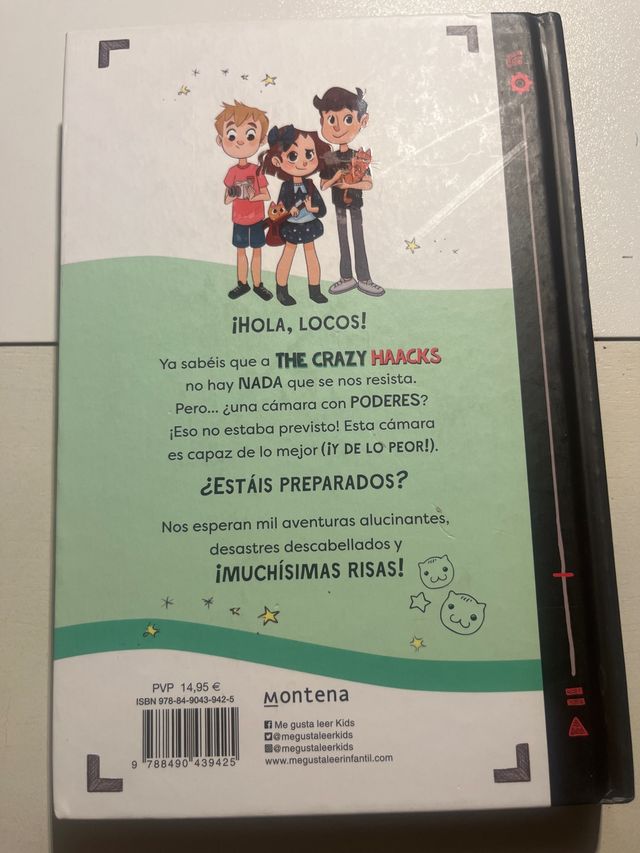 ¡HOLA, LOCOS!
Ya sabéis que a THE CRAZY HAACKS
no hay NADA que se nos resista.
Pero... ¿una cámara con PODERES?
¡Eso no estaba previsto! Esta cámara
es capaz de lo mejor (¡Y DE LO PEOR!).
¿ESTÁIS PREPARADOS?
Nos esperan mil aventuras alucinantes,
desastres descabellados y
¡MUCHÍSIMAS RISAS!
PVP 14,95 €
ISBN 978-84-9043-942-5
9 788490 439425
Montena
Me gusta leer Kids
@megustaleerkids
@megustaleerkids
www.megustaleerinfantil.com